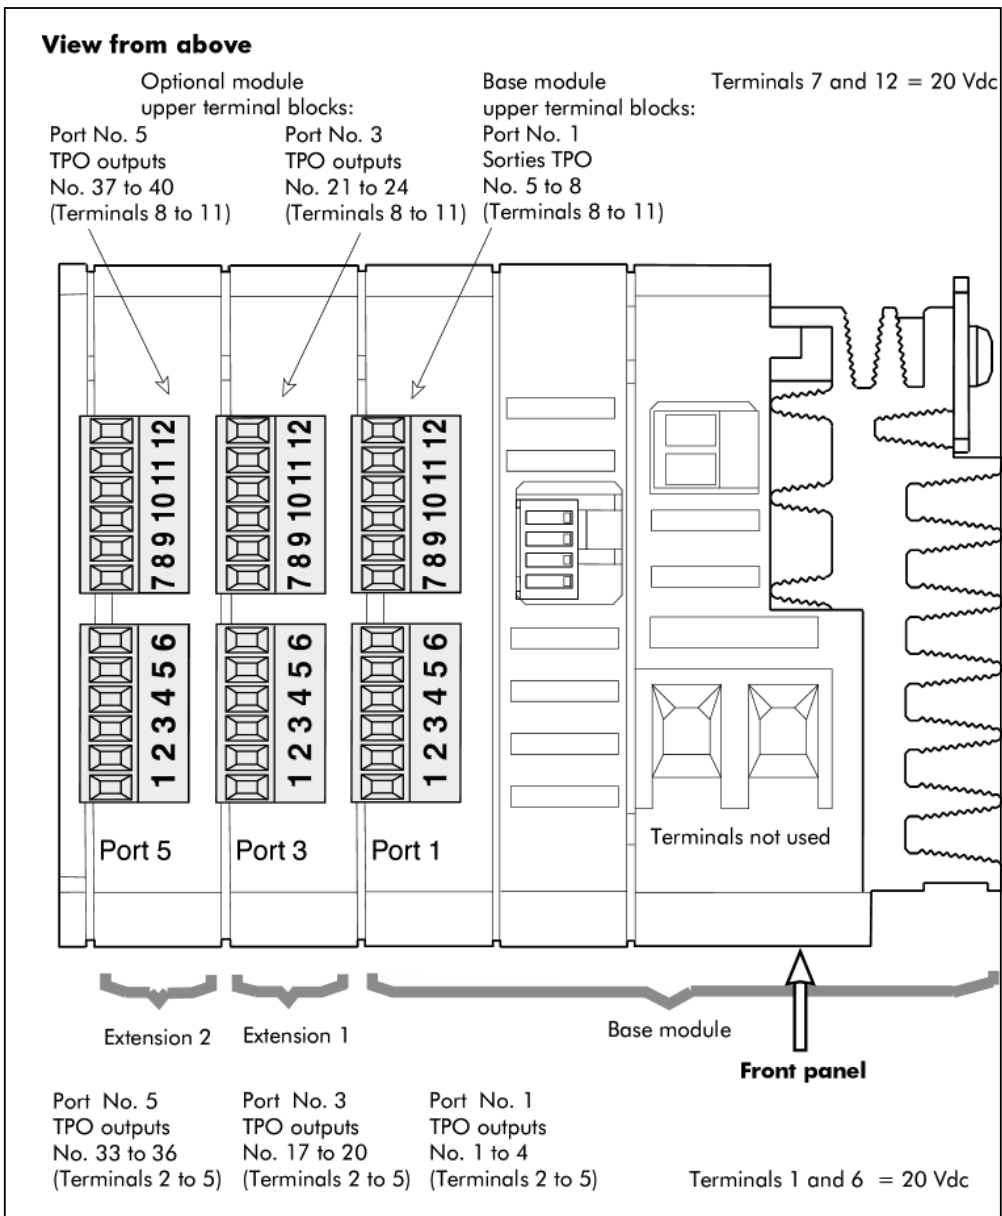 View from above
Optional module
upper terminal blocks:
Base module
upper terminal blocks:
Terminals 7 and 12 = 20 Vdc
Port No. 5
TPO outputs
No. 37 to 40
(Terminals 8 to 11)
Port No. 3
TPO outputs
No. 21 to 24
(Terminals 8 to 11)
Port No. 1
Sorties TPO
No. 5 to 8
(Terminals 8 to 11)
7 8 9 10 11 12
7 8 9 10 11 12
7 8 9 10 11 12
1 2 3 4 5 6
1 2 3 4 5 6
1 2 3 4 5 6
Port 5
Port 3
Port 1
Terminals not used
Extension 2
Extension 1
Base module
Front panel
Port No. 5
TPO outputs
No. 33 to 36
(Terminals 2 to 5)
Port No. 3
TPO outputs
No. 17 to 20
(Terminals 2 to 5)
Port No. 1
TPO outputs
No. 1 to 4
(Terminals 2 to 5)
Terminals 1 and 6 = 20 Vdc